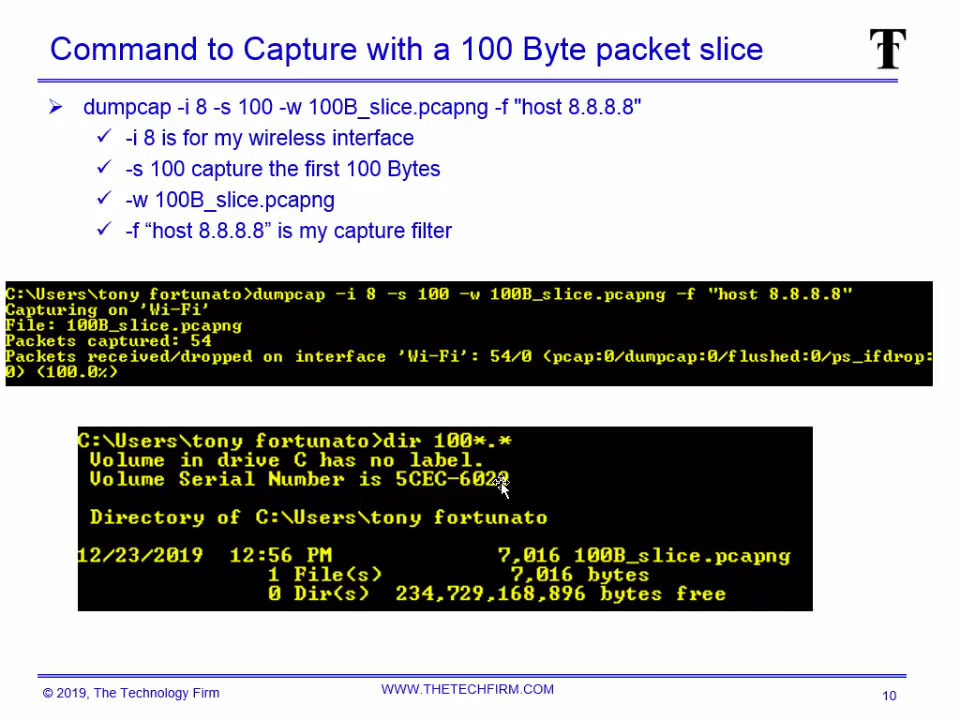 Command to Capture with a 100 Byte packet slice
dumpcap -i 8 -s 100 -w 100B_slice.pcapng -f "host 8.8.8.8"
-i 8 is for my wireless interface
-s 100 capture the first 100 Bytes
-w 100B_slice.pcapng
-f “host 8.8.8.8” is my capture filter
C:\Users\tony fortunato>dumpcap -i 8 -s 100 -w 100B_slice.pcapng -f "host 8.8.8.8"
Capturing on 'Wi-Fi'
File: 100B_slice.pcapng
Packets captured: 54
Packets received/dropped on interface 'Wi-Fi': 54/0 (pcap:0/dumpcap:0/flushed:0/ps_ifdrop:
0) (100.0%)
C:\Users\tony fortunato>dir 100*.*
Volume in drive C has no label.
Volume Serial Number is
Directory of C:\Users\tony fortunato
12/23/2019 12:56 PM 7,016 100B_slice.pcapng
1 File(s) 7,016 bytes
0 Dir(s) 234,729,168,896 bytes free
© 2019, The Technology Firm
WWW.THETECHFIRM.COM
10